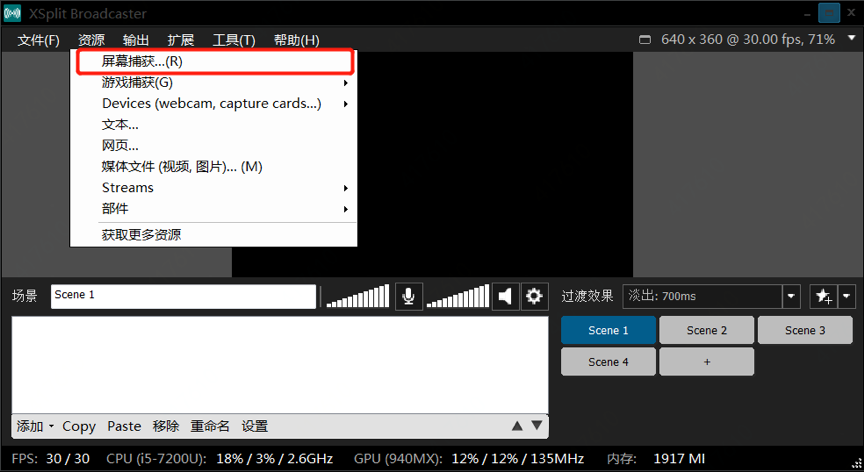 XSplit Broadcaster
文件(F) 资源 输出 扩展 工具(T) 帮助(H) 640 x 360 @ 30.00 fps, 71%
屏幕捕获...(R)
游戏捕获(G)
Devices (webcam, capture cards...)
文本...
网页...
媒体文件 (视频, 图片)... (M)
Streams
部件
获取更多资源
场景 Scene 1 过渡效果 淡出: 700ms
Scene 1 Scene 2 Scene 3
Scene 4 +
添加 Copy Paste 移除 重命名 设置
FPS: 30 / 30 CPU (i5-7200U): 18% / 3% / 2.6GHz GPU (940MX): 12% / 12% / 135MHz 内存: 1917 MI